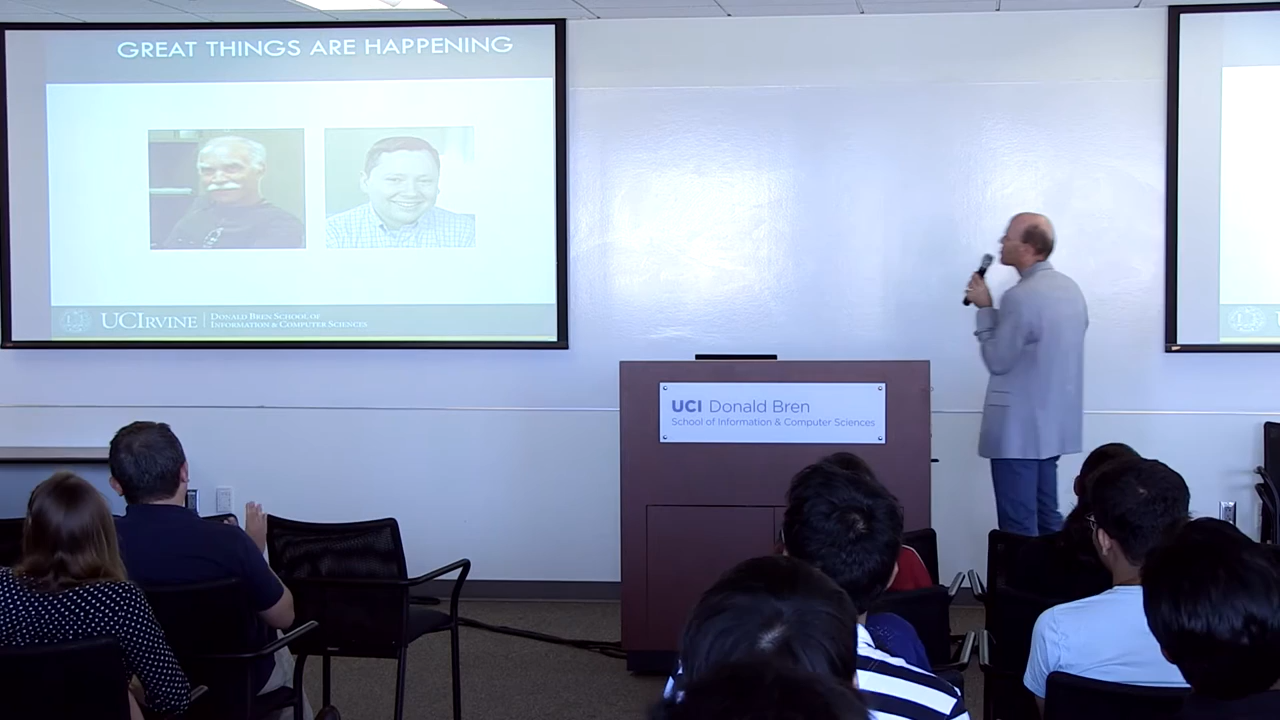 GREAT THINGS ARE HAPPENING
UCIRVINE
DONALD BREN SCHOOL OF
INFORMATION & COMPUTER SCIENCES
UCI Donald Bren
School of Information & Computer Sciences